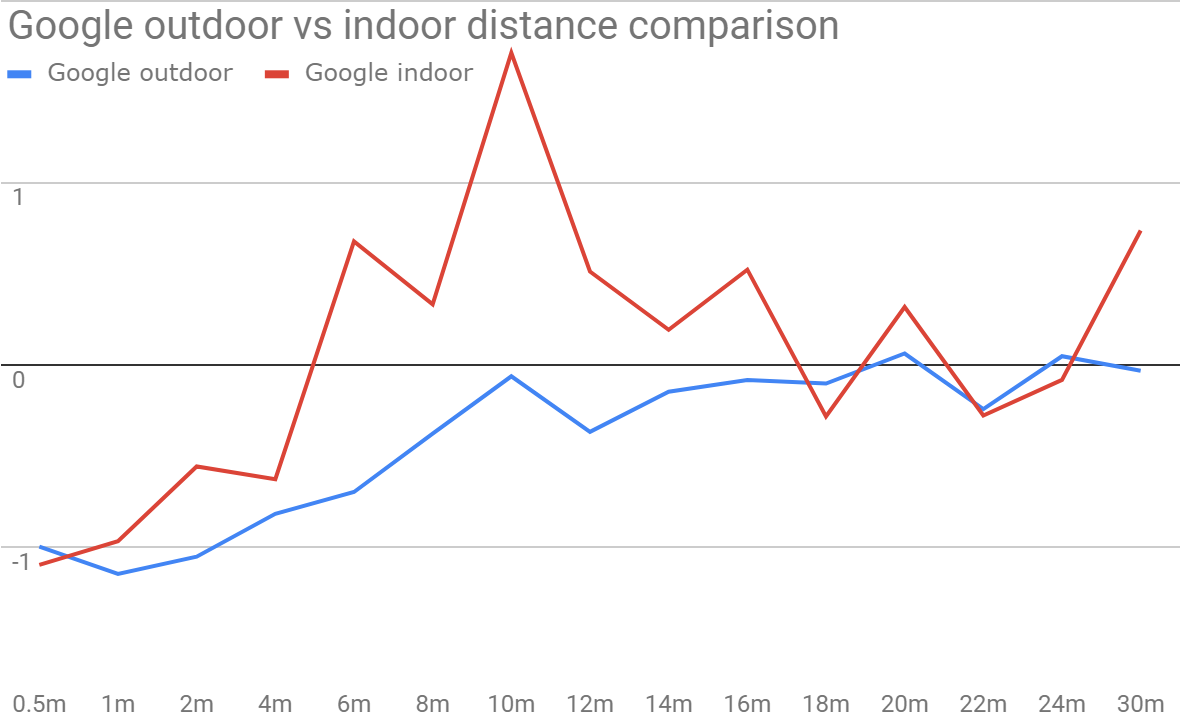 Google outdoor vs indoor distance comparison
Google outdoor Google indoor
1
0
-1
0.5m 1m 2m 4m 6m 8m 10m 12m 14m 16m 18m 20m 22m 24m 30m